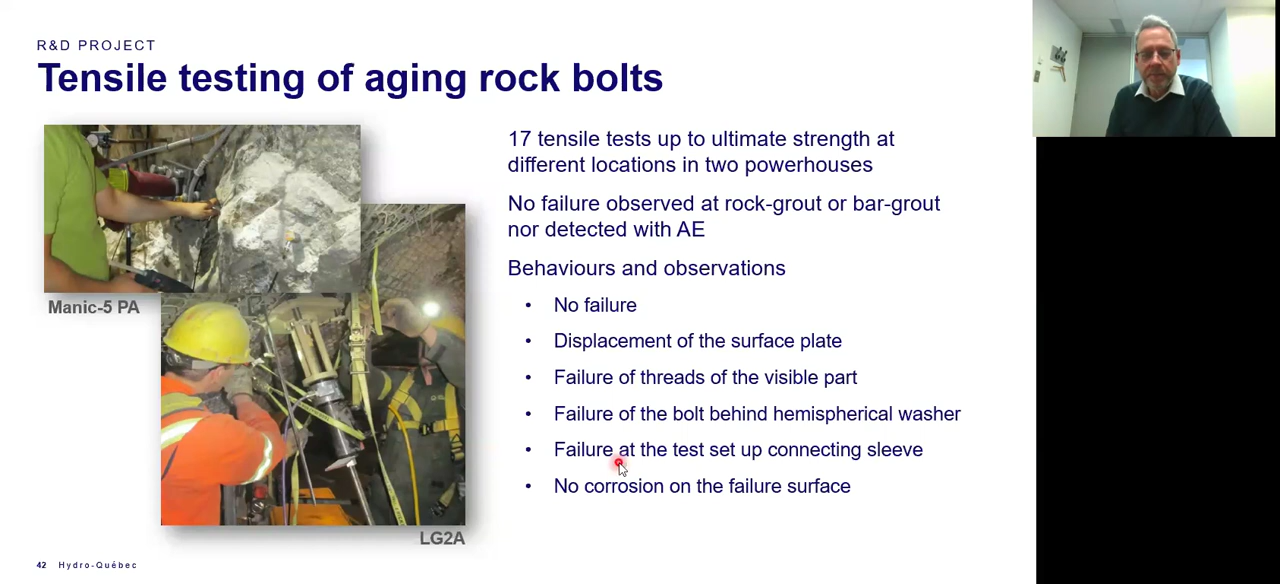 R&D PROJECT
Tensile testing of aging rock bolts
17 tensile tests up to ultimate strength at
different locations in two powerhouses
No failure observed at rock-grout or bar-grout
nor detected with AE
Behaviours and observations
• No failure
• Displacement of the surface plate
• Failure of threads of the visible part
• Failure of the bolt behind hemispherical washer
• Failure at the test set up connecting sleeve
• No corrosion on the failure surface
Manic-5 PA
LG2A
42 Hydro-Québec